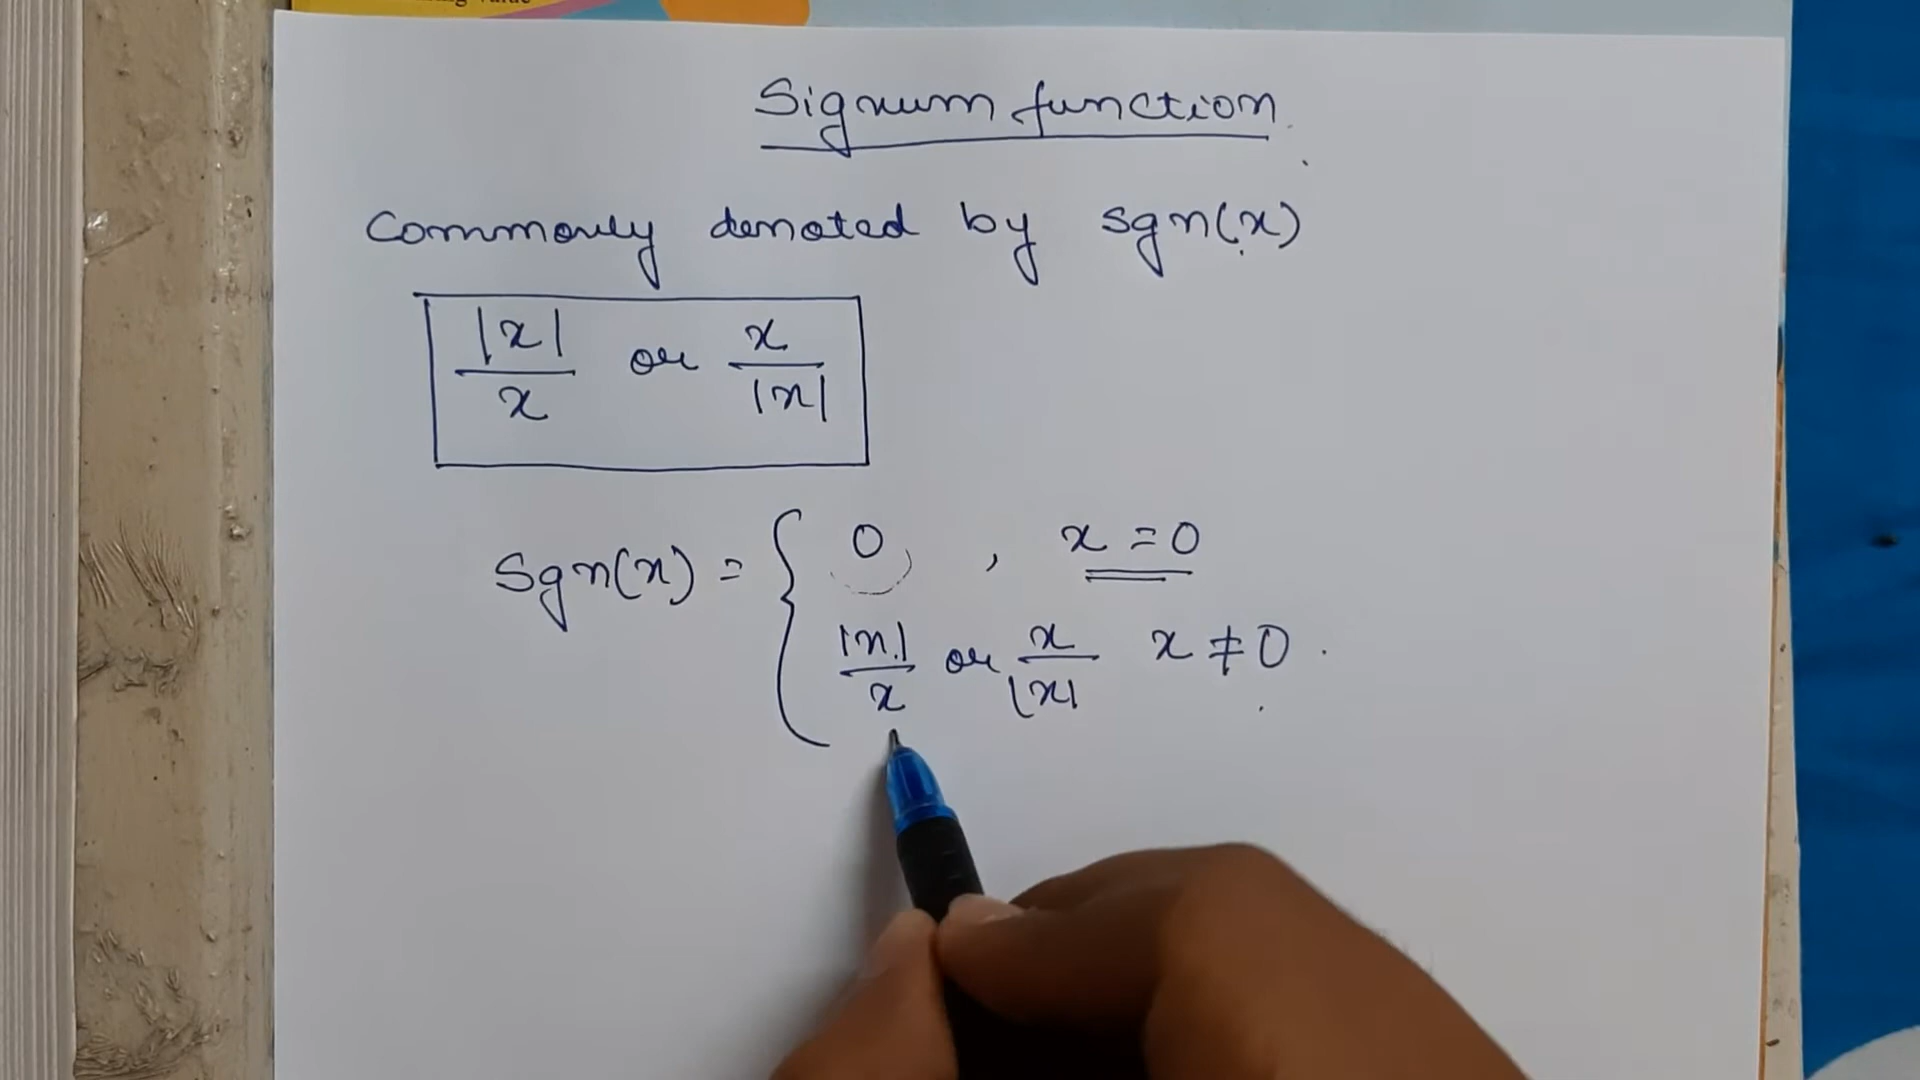 Signum function.
Commonly denoted by sgn(x)
|x|/x or x/|x|
Sgn(x) = { 0 , x = 0
|x|/x or x/|x| x ≠ 0